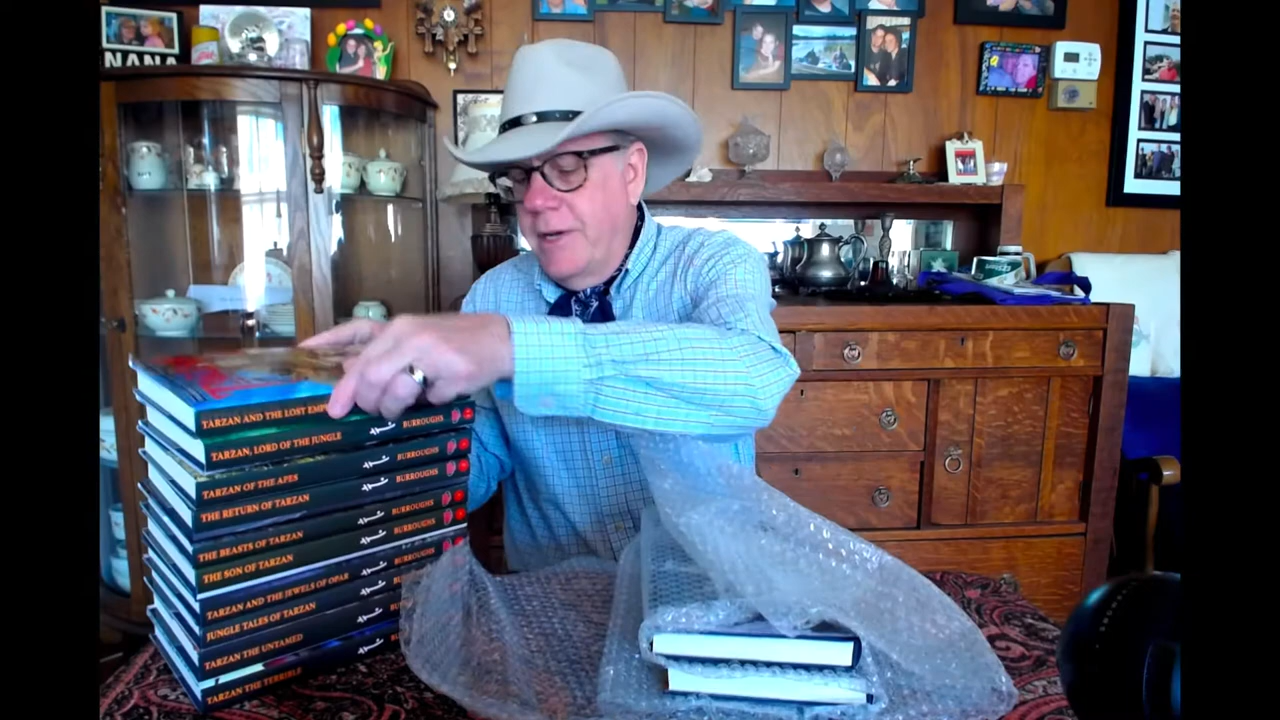 NANA
TARZAN AND THE LOST EMP
TARZAN, LORD OF THE JUNGLE BURROUGHS
TARZAN OF THE APES BURROUGHS
THE RETURN OF TARZAN BURROUGHS
THE BEASTS OF TARZAN BURROUGHS
THE SON OF TARZAN BURROUGHS
TARZAN AND THE JEWELS OF OPAR BURROUGHS
JUNGLE TALES OF TARZAN
TARZAN THE UNTAMED
TARZAN THE TERRIBLE